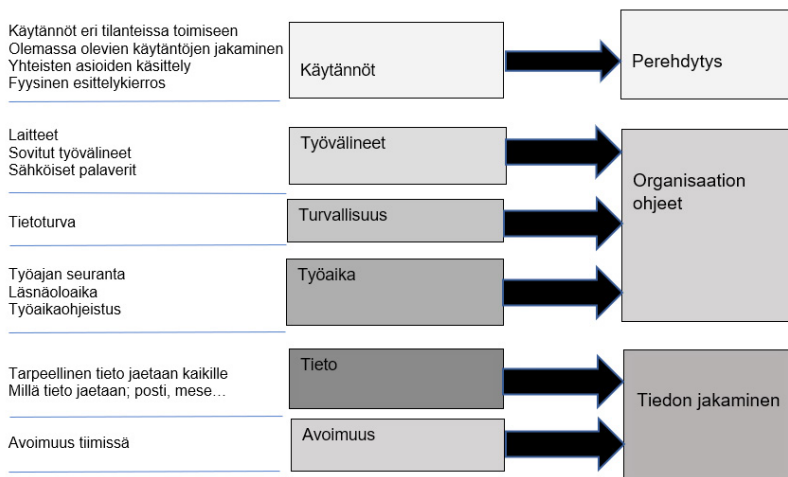 Käytännöt eri tilanteissa toimiseen
Olemassa olevien käytäntöjen jakaminen
Yhteisten asioiden käsittely
Fyysinen esittelykierros
Käytännöt
Perehdytys
Laitteet
Sovitut työvälineet
Sähköiset palaverit
Työvälineet
Organisaation
ohjeet
Tietoturva
Turvallisuus
Työajan seuranta
Läsnäoloaika
Työaikaohjeistus
Työaika
Tarpeellinen tieto jaetaan kaikille
Millä tieto jaetaan; posti, mese…
Tieto
Tiedon jakaminen
Avoimuus tiimissä
Avoimuus